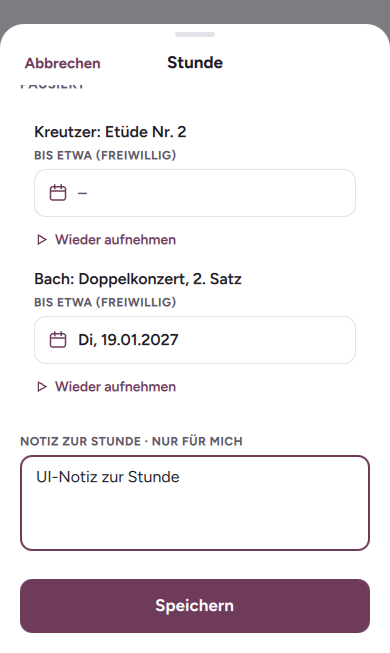 Abbrechen
Stunde
PAUSIERT
Kreutzer: Etüde Nr. 2
BIS ETWA (FREIWILLIG)
–
Wieder aufnehmen
Bach: Doppelkonzert, 2. Satz
BIS ETWA (FREIWILLIG)
Di, 19.01.2027
Wieder aufnehmen
NOTIZ ZUR STUNDE · NUR FÜR MICH
UI-Notiz zur Stunde
Speichern